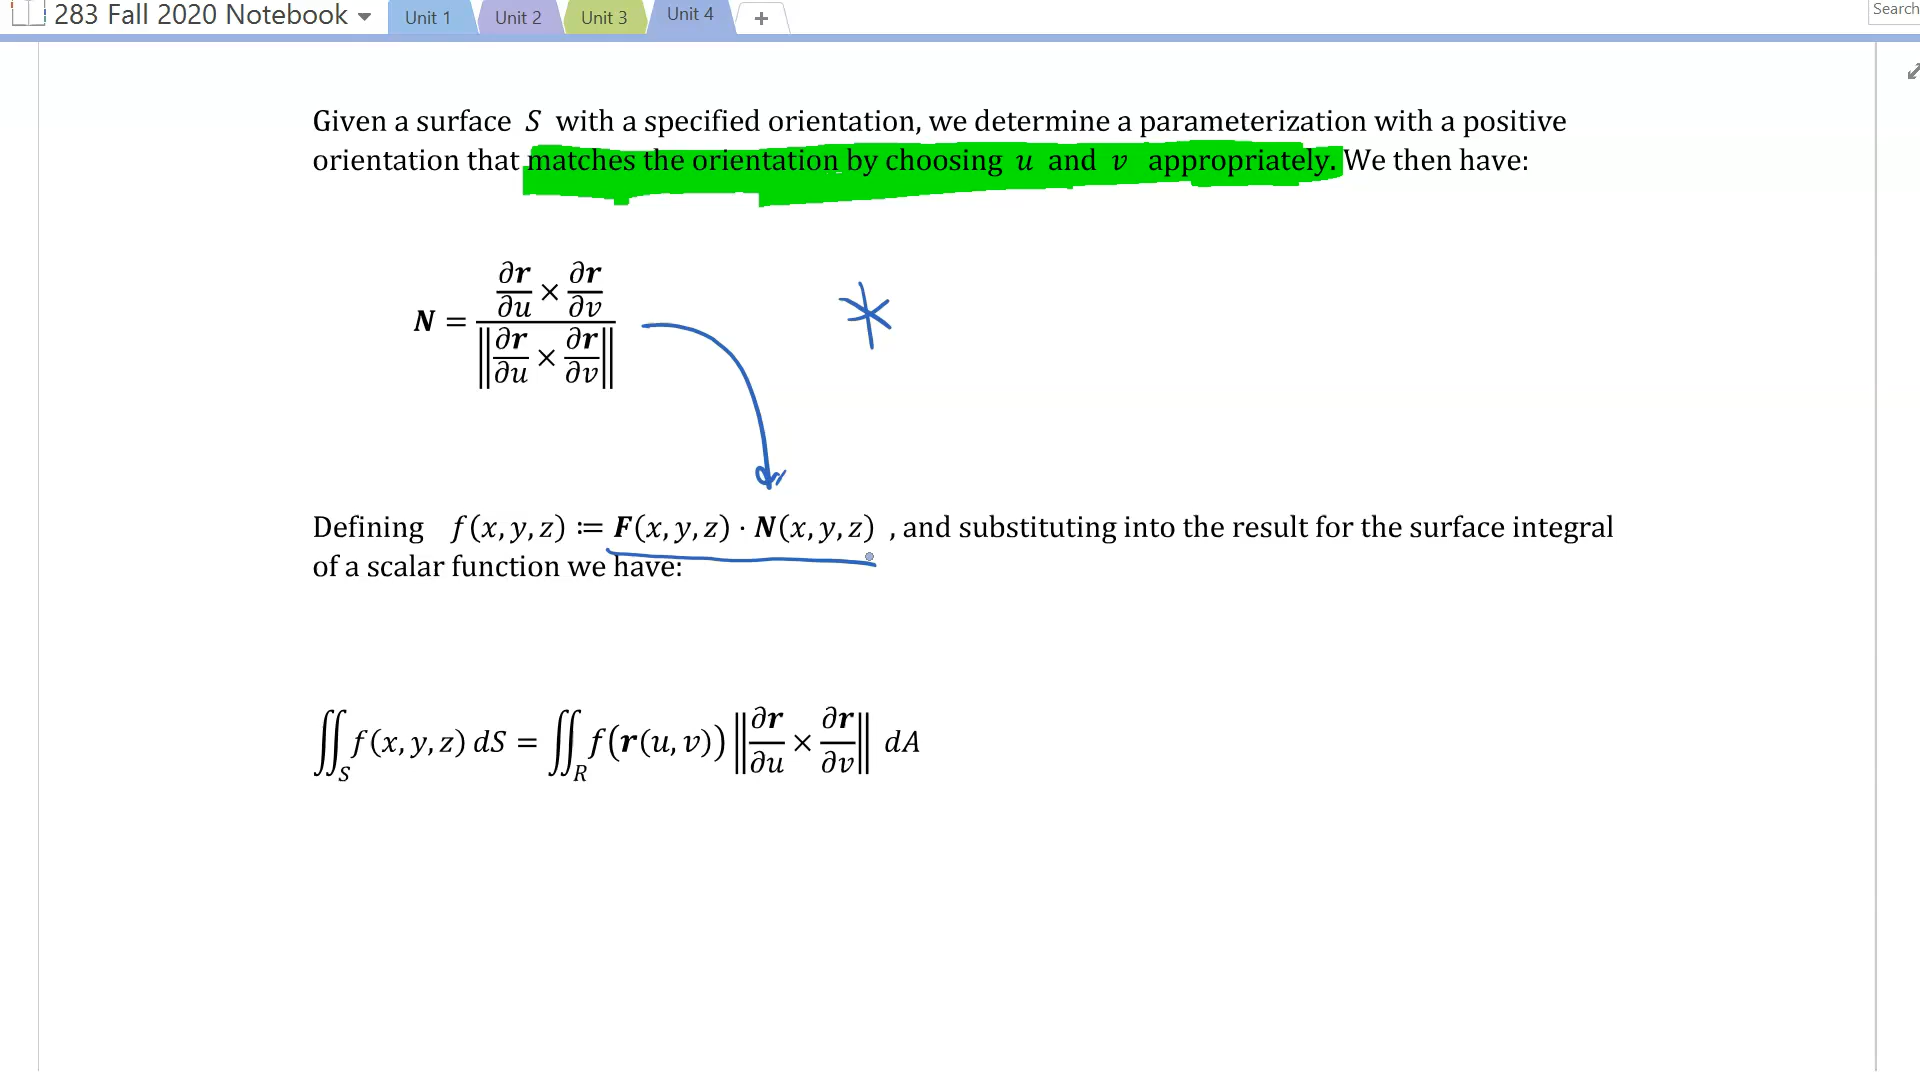 283 Fall 2020 Notebook Unit 1 Unit 2 Unit 3 Unit 4 + Search
Given a surface S with a specified orientation, we determine a parameterization with a positive
orientation that matches the orientation by choosing u and v appropriately. We then have:
N = (∂r/∂u × ∂r/∂v) / ‖∂r/∂u × ∂r/∂v‖ *
Defining f(x, y, z) ≔ F(x, y, z) · N(x, y, z) , and substituting into the result for the surface integral
of a scalar function we have:
∬_S f(x, y, z) dS = ∬_R f(r(u, v)) ‖∂r/∂u × ∂r/∂v‖ dA